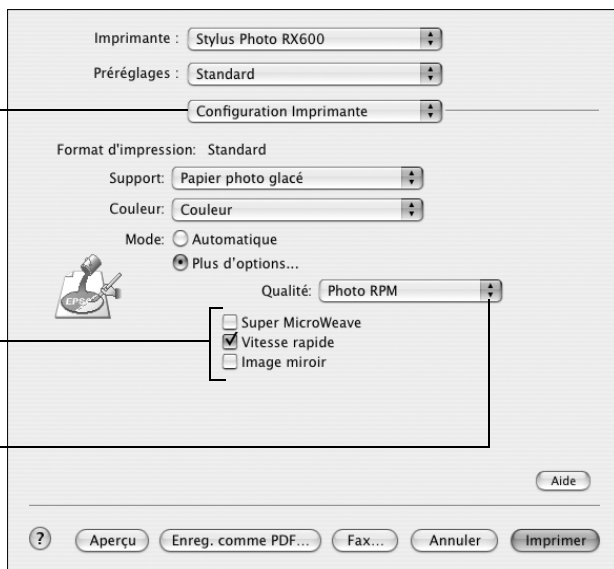 Imprimante : Stylus Photo RX600
Préréglages : Standard
Configuration Imprimante
Format d'impression: Standard
Support: Papier photo glacé
Couleur: Couleur
Mode: Automatique
Plus d'options...
EPSO
Qualité: Photo RPM
Super MicroWeave
Vitesse rapide
Image miroir
Aide
? Aperçu Enreg. comme PDF... Fax... Annuler Imprimer